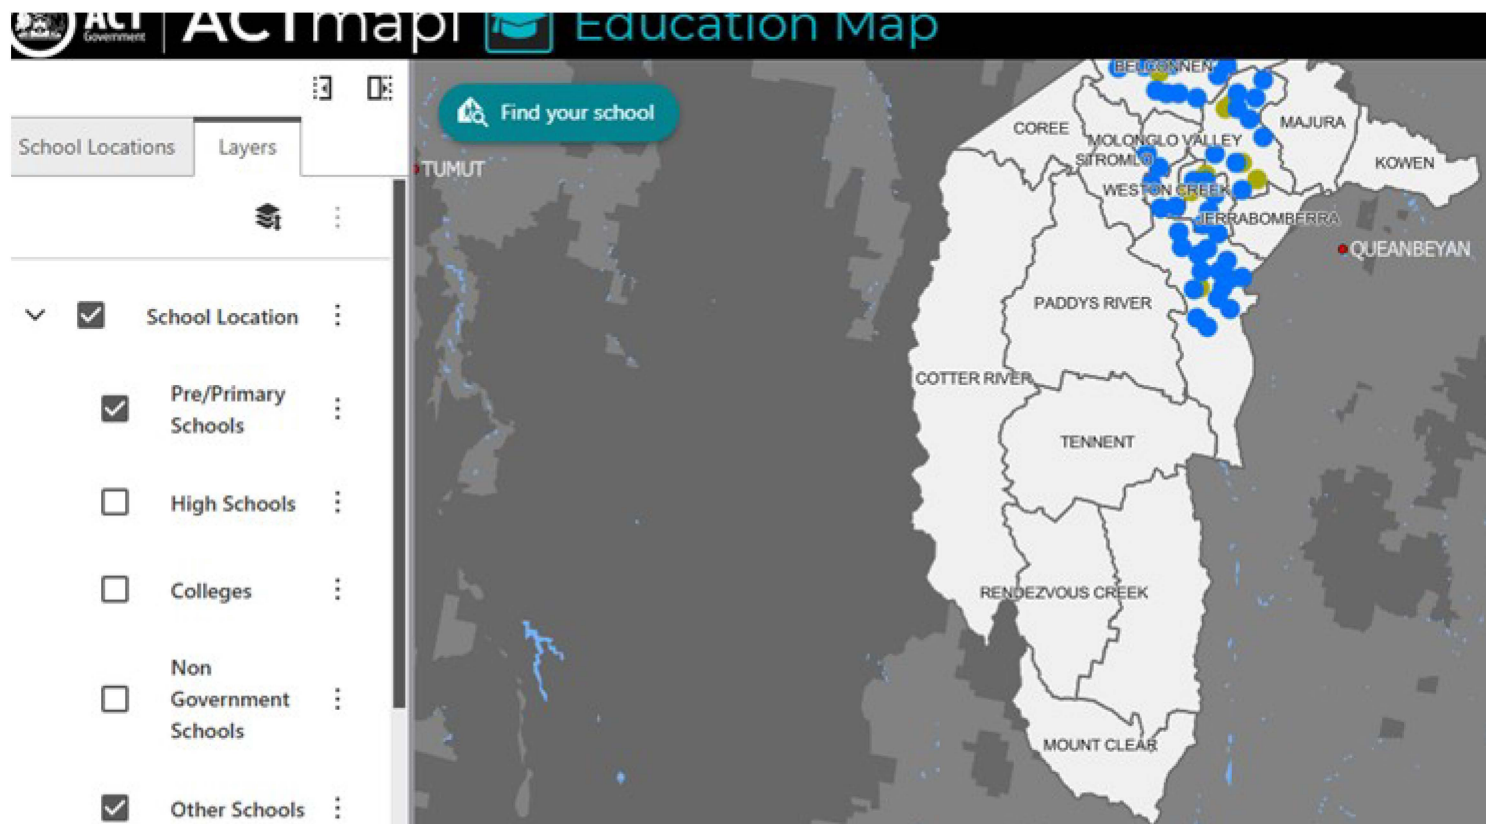 ACT
Government
ACTmapi
Education Map
School Locations
Layers
School Location
Pre/Primary
Schools
High Schools
Colleges
Non
Government
Schools
Other Schools
Find your school
TUMUT
BELCONNEN
COREE
MOLONGLO VALLEY
MAJURA
STROMLO
KOWEN
WESTON CREEK
JERRABOMBERRA
QUEANBEYAN
PADDYS RIVER
COTTER RIVER
TENNENT
RENDEZVOUS CREEK
MOUNT CLEAR